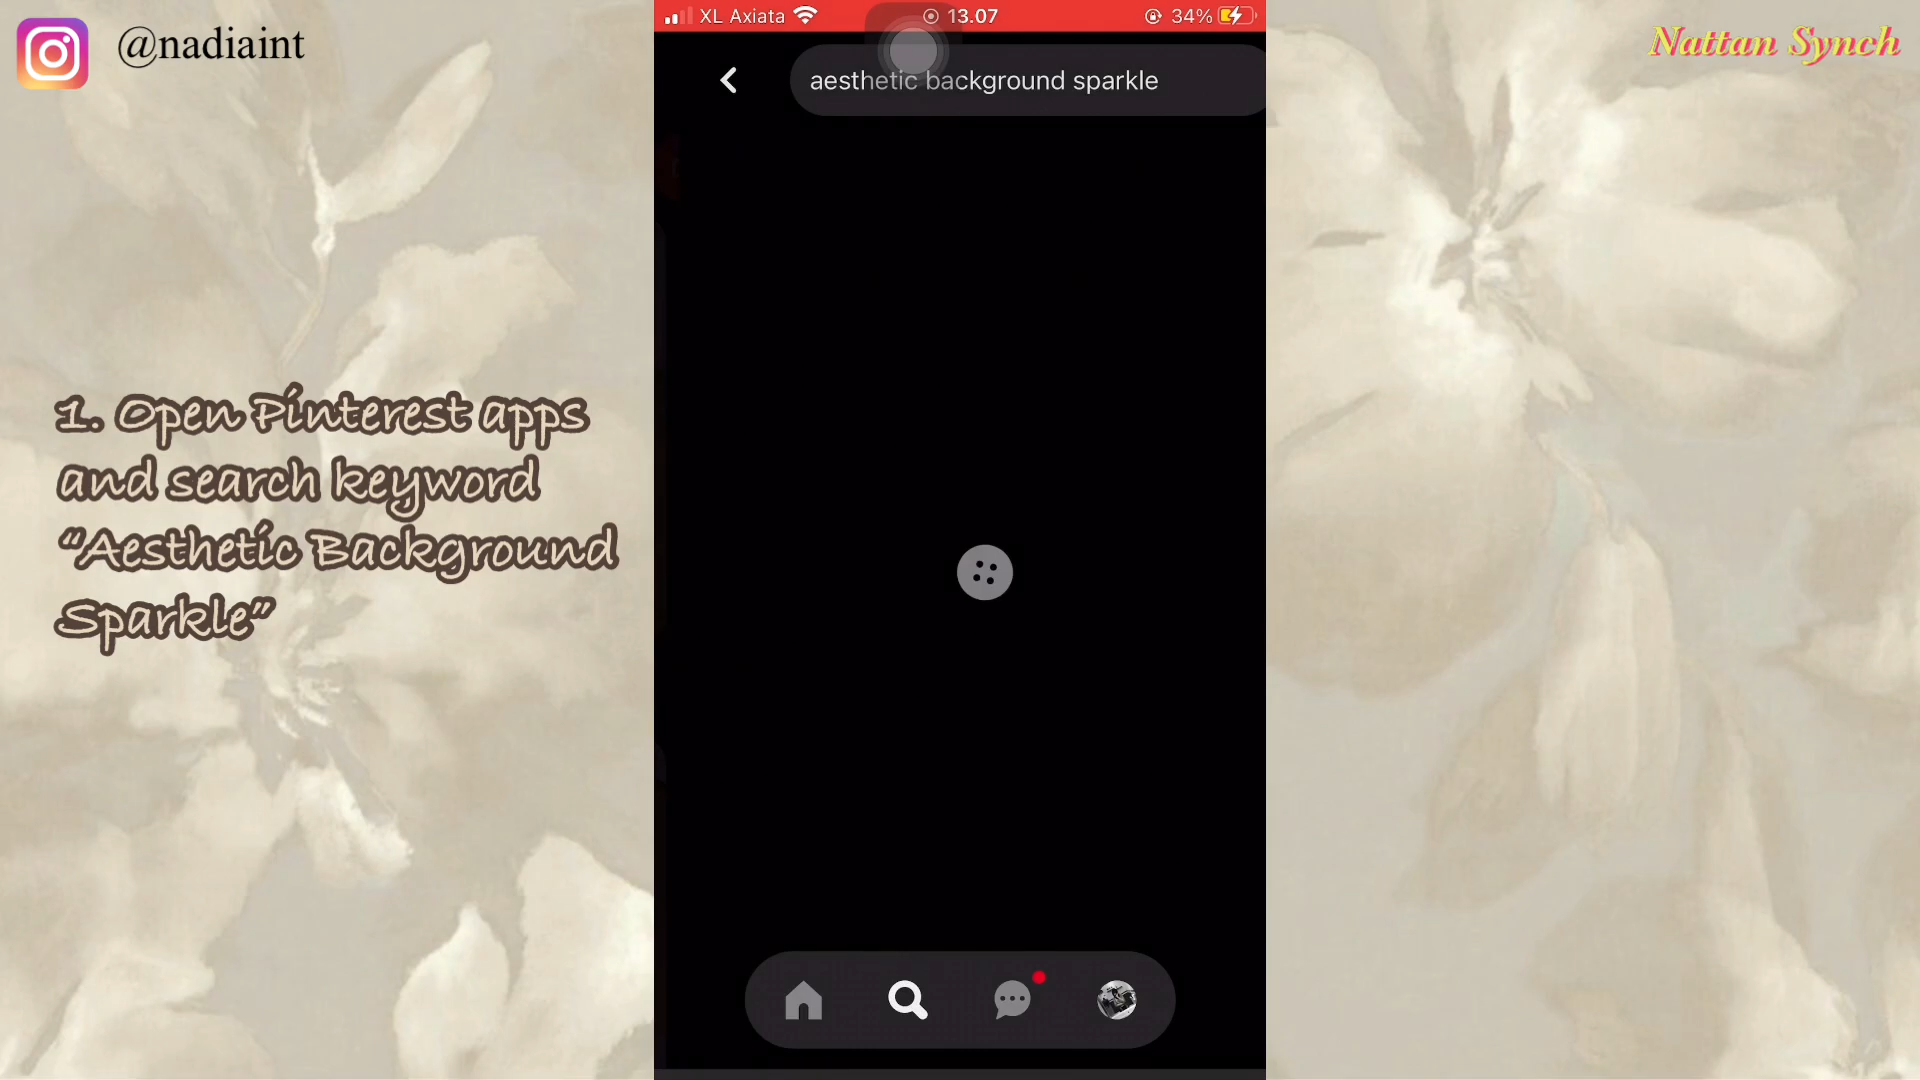 @nadiaint
XL Axiata
13.07
34%
Nattan Synch
aesthetic background sparkle
1. Open Pinterest apps
and search keyword
“Aesthetic Background
Sparkle”